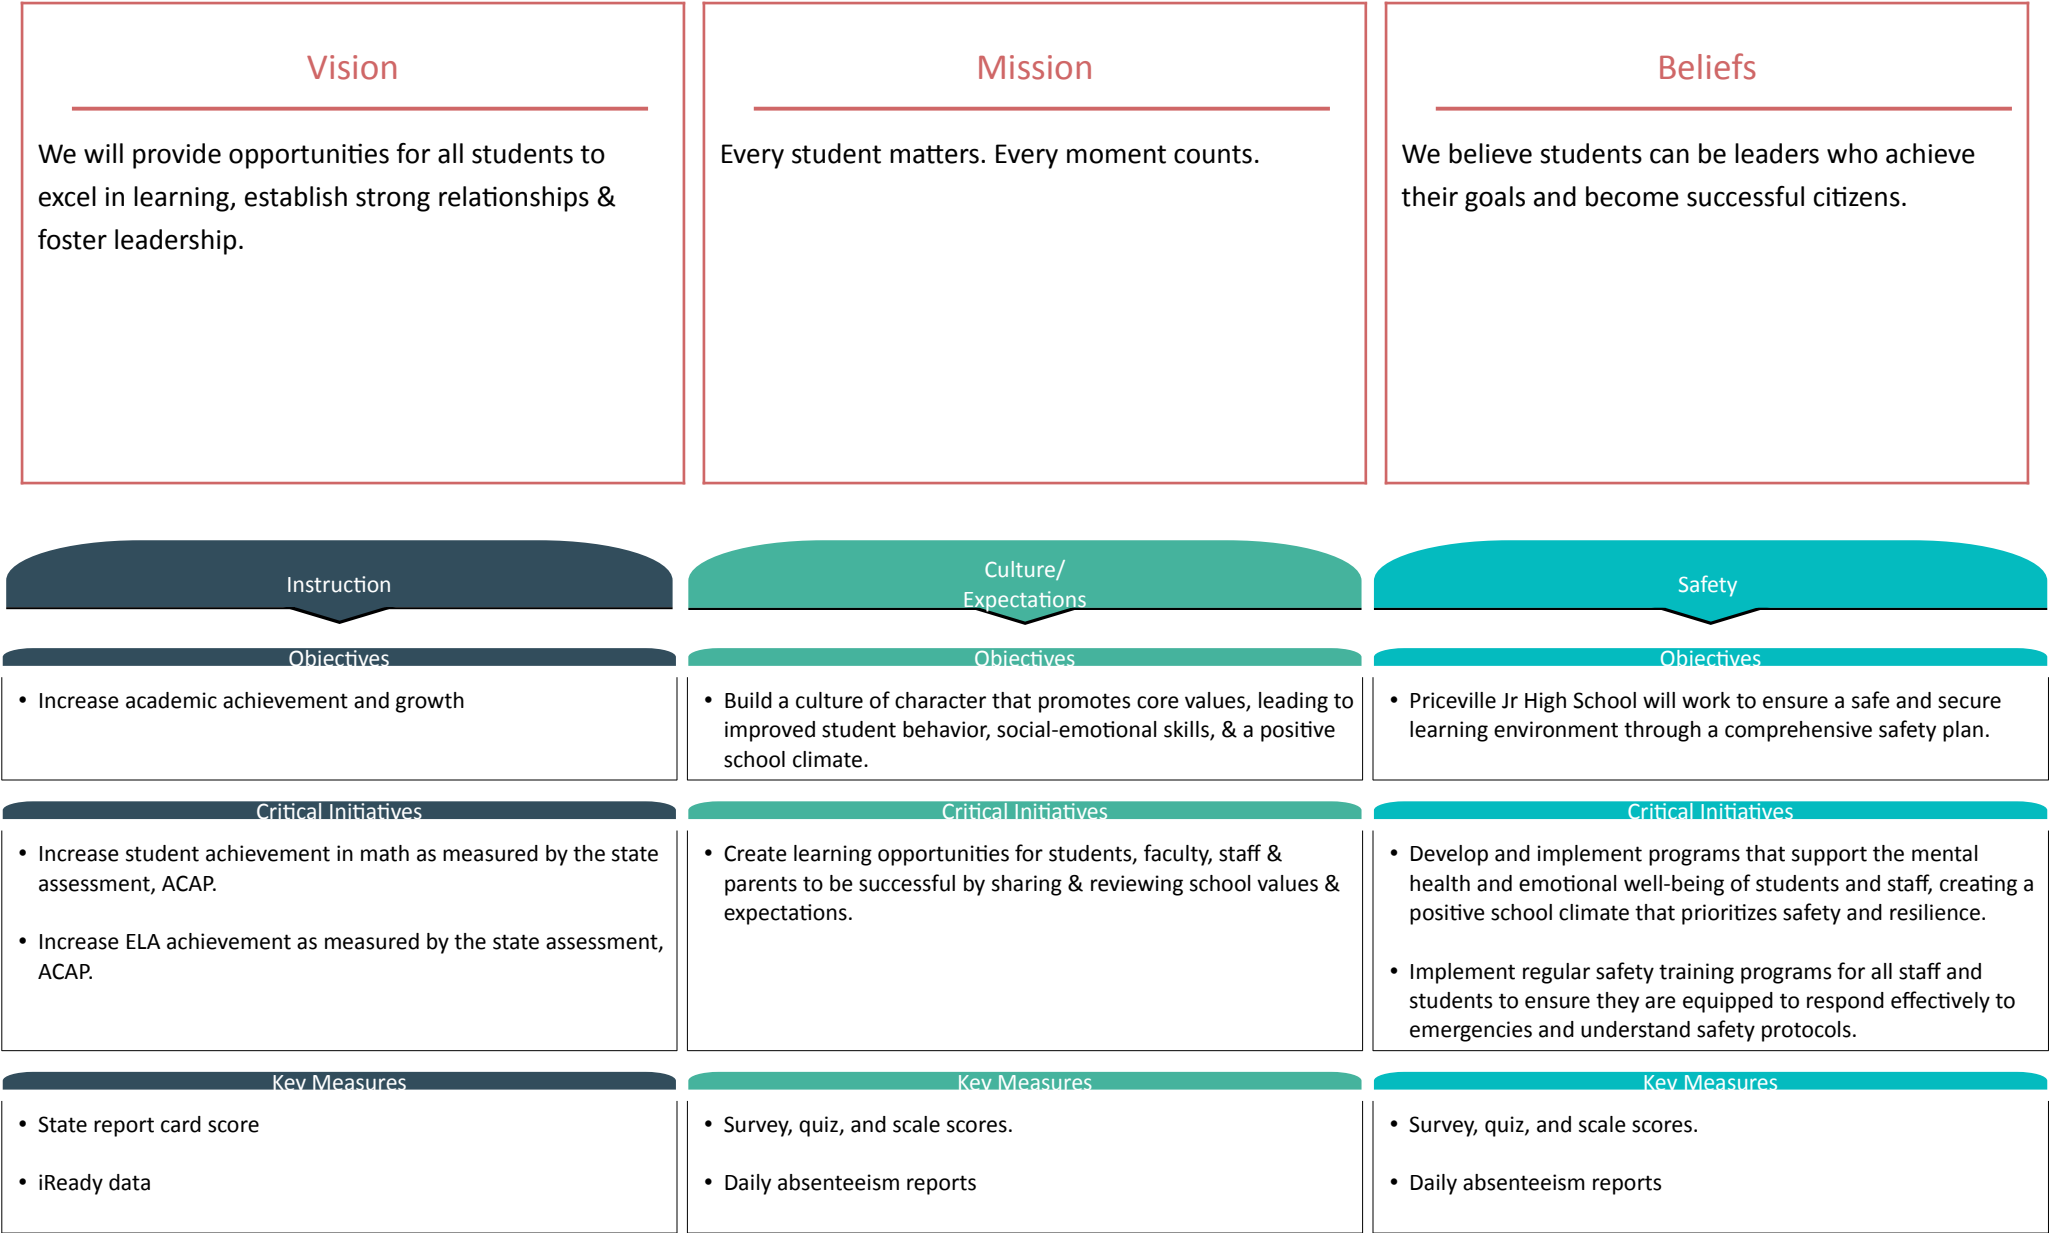 Vision
We will provide opportunities for all students to
excel in learning, establish strong relationships &
foster leadership.
Mission
Every student matters. Every moment counts.
Beliefs
We believe students can be leaders who achieve
their goals and become successful citizens.
Instruction
Objectives
• Increase academic achievement and growth
Critical Initiatives
• Increase student achievement in math as measured by the state
assessment, ACAP.
• Increase ELA achievement as measured by the state assessment,
ACAP.
Key Measures
• State report card score
• iReady data
Culture/
Expectations
Objectives
• Build a culture of character that promotes core values, leading to
improved student behavior, social-emotional skills, & a positive
school climate.
Critical Initiatives
• Create learning opportunities for students, faculty, staff &
parents to be successful by sharing & reviewing school values &
expectations.
Key Measures
• Survey, quiz, and scale scores.
• Daily absenteeism reports
Safety
Objectives
• Priceville Jr High School will work to ensure a safe and secure
learning environment through a comprehensive safety plan.
Critical Initiatives
• Develop and implement programs that support the mental
health and emotional well-being of students and staff, creating a
positive school climate that prioritizes safety and resilience.
• Implement regular safety training programs for all staff and
students to ensure they are equipped to respond effectively to
emergencies and understand safety protocols.
Key Measures
• Survey, quiz, and scale scores.
• Daily absenteeism reports